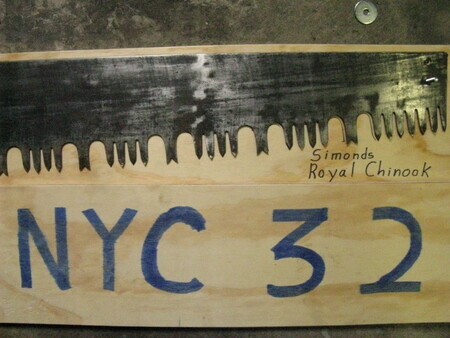 Simonds
Royal Chinook
NYC 32